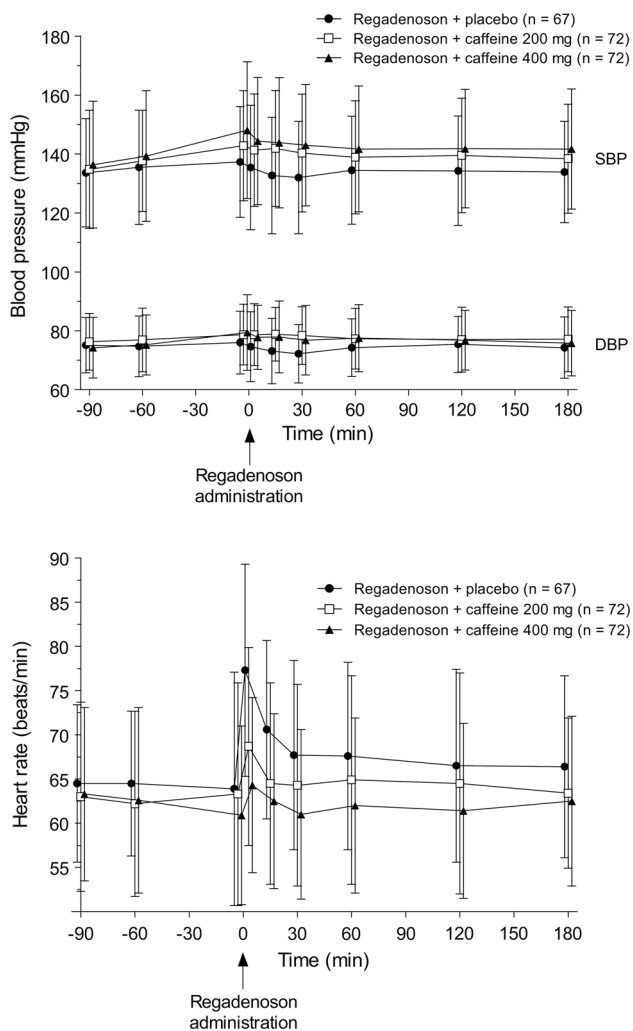 Regadenoson + placebo (n = 67)
Regadenoson + caffeine 200 mg (n = 72)
Regadenoson + caffeine 400 mg (n = 72)
Blood pressure (mmHg)
180
160
140
120
100
80
60
SBP
DBP
-90 -60 -30 0 30 60 90 120 150 180
Time (min)
Regadenoson
administration
Regadenoson + placebo (n = 67)
Regadenoson + caffeine 200 mg (n = 72)
Regadenoson + caffeine 400 mg (n = 72)
Heart rate (beats/min)
90
85
80
75
70
65
60
55
-90 -60 -30 0 30 60 90 120 150 180
Time (min)
Regadenoson
administration